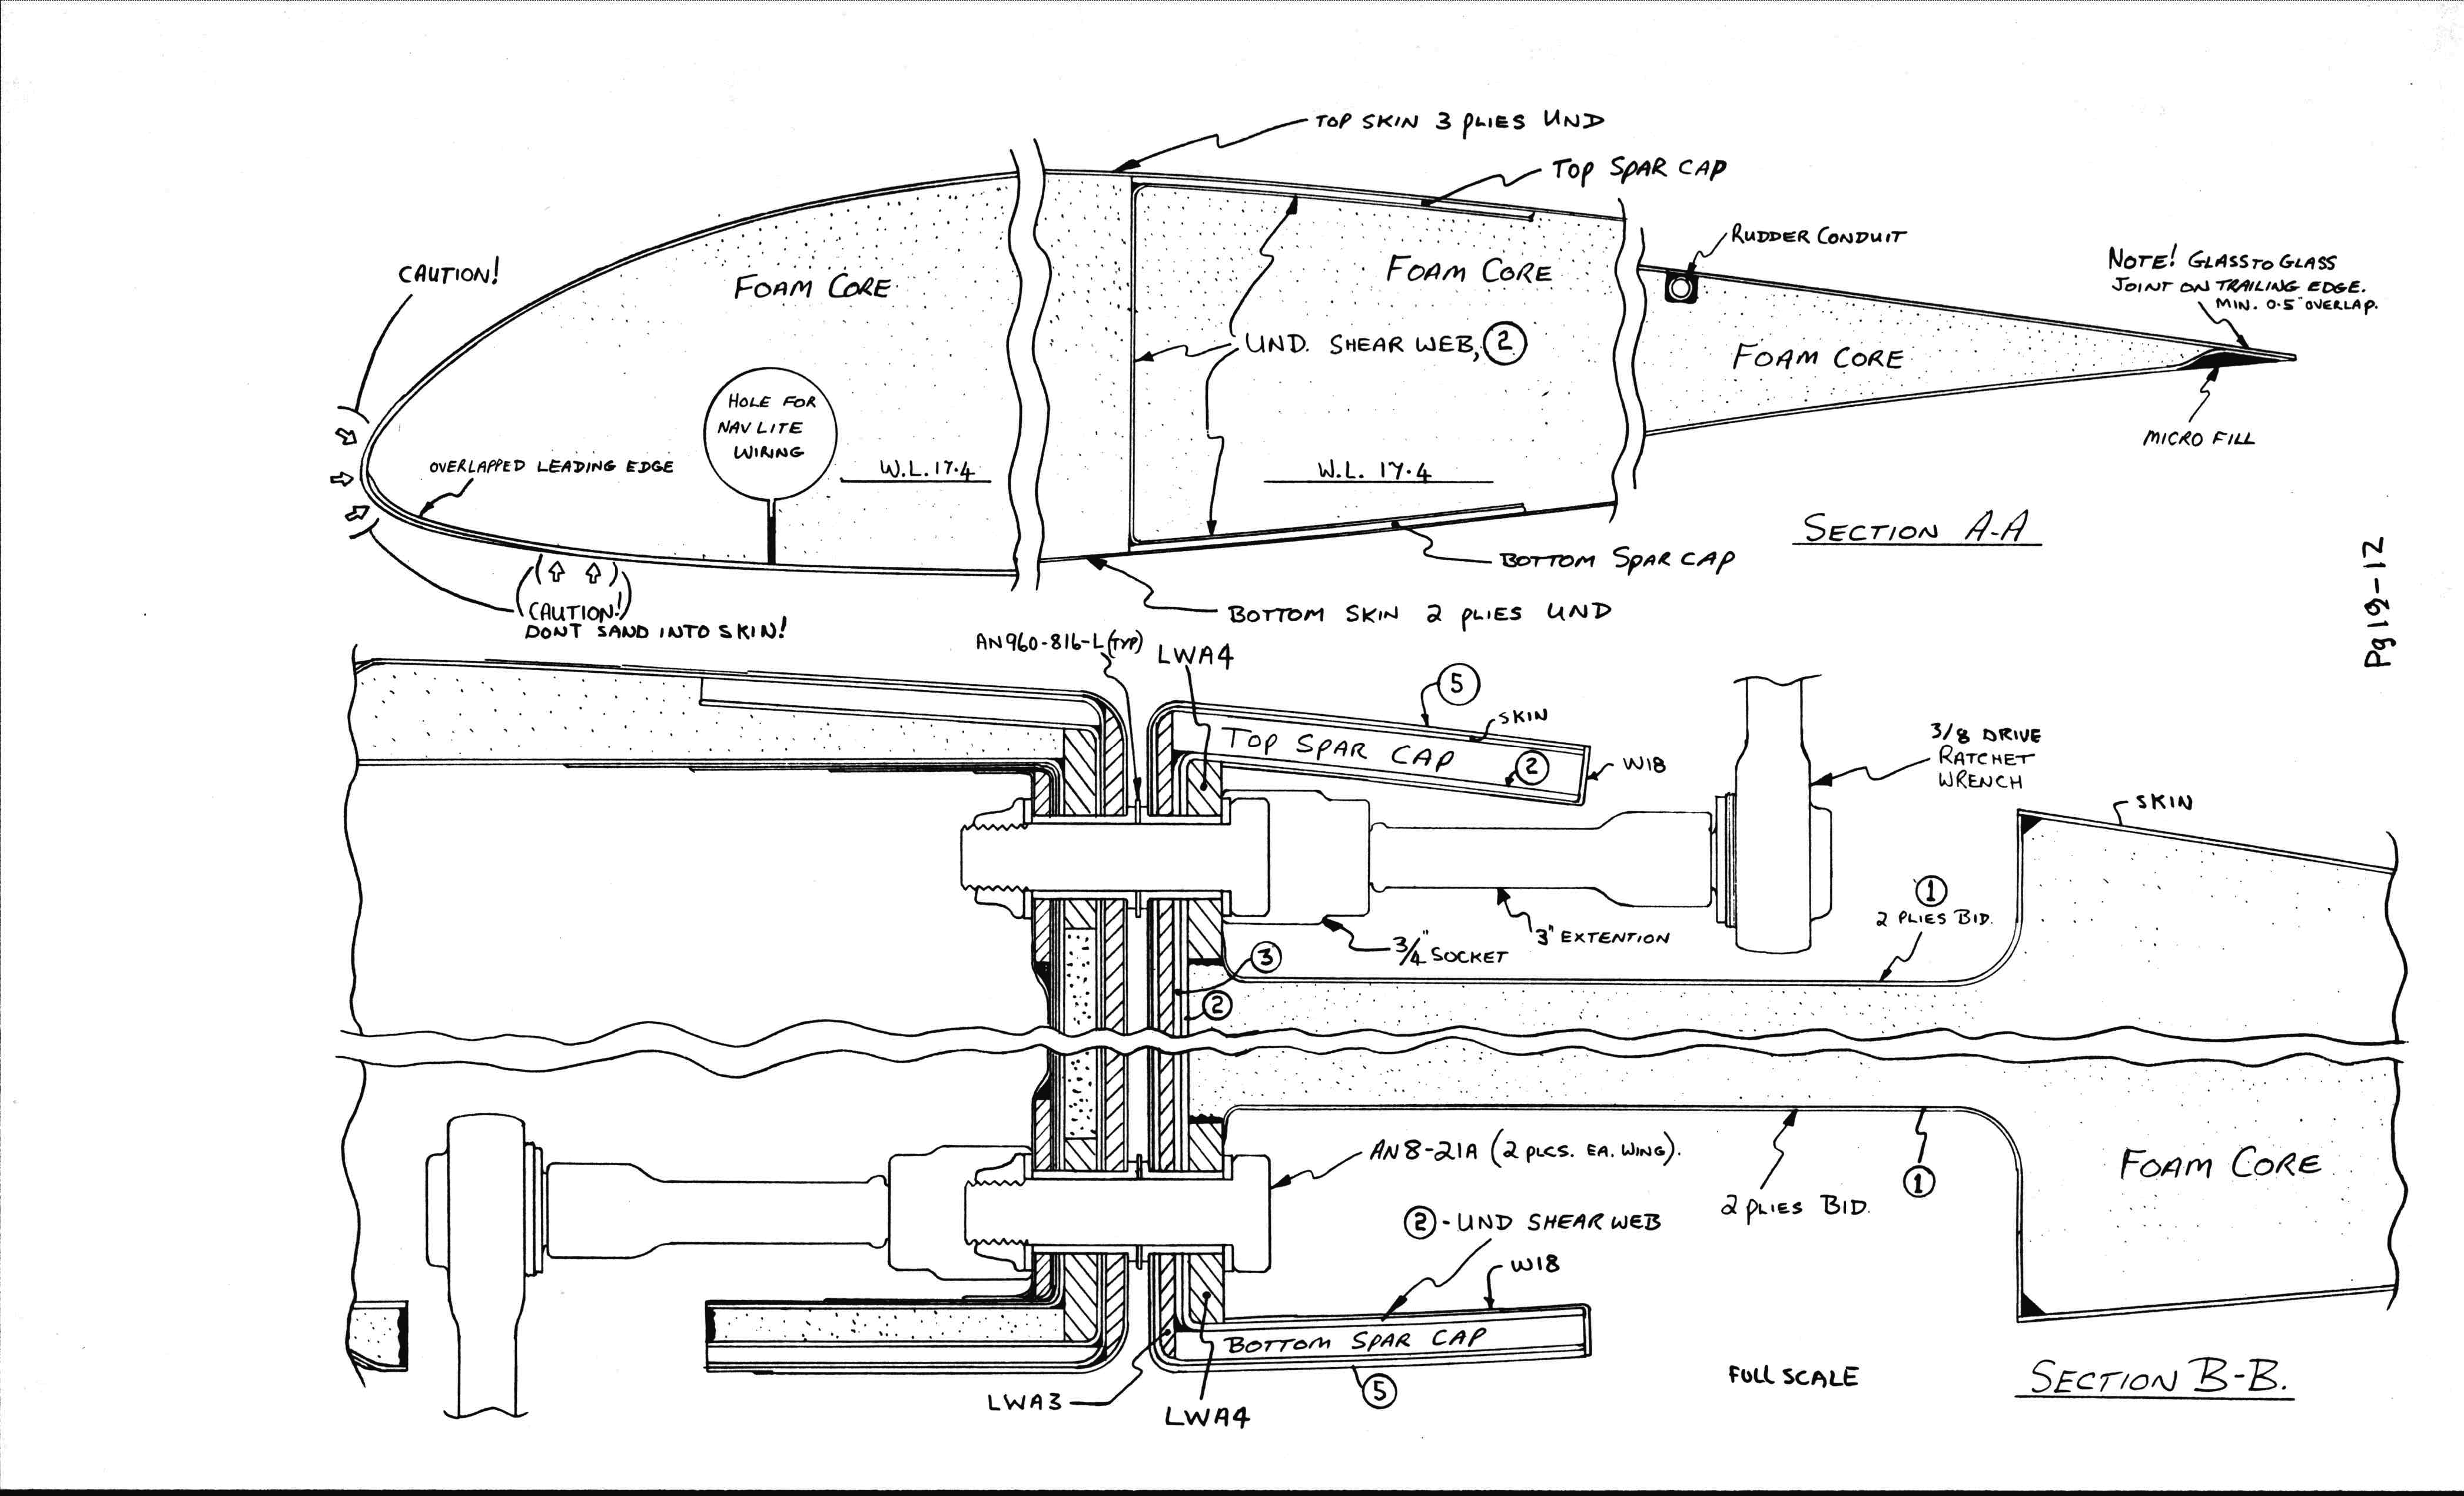 TOP SKIN 3 PLIES UND
TOP SPAR CAP
RUDDER CONDUIT
NOTE! GLASS TO GLASS
JOINT ON TRAILING EDGE.
MIN. 0.5" OVERLAP.
CAUTION!
FOAM CORE
FOAM CORE
UND. SHEAR WEB, 2
FOAM CORE
HOLE FOR
NAV LITE
WIRING
OVERLAPPED LEADING EDGE
W.L. 17.4
W.L. 17.4
MICRO FILL
SECTION A-A
BOTTOM SPAR CAP
(CAUTION!)
DONT SAND INTO SKIN!
BOTTOM SKIN 2 PLIES UND
Pg 19-12
AN960-816-L (TYP)
LWA4
5
SKIN
TOP SPAR CAP
2
W18
3/8 DRIVE
RATCHET
WRENCH
SKIN
1
2 PLIES BID.
3" EXTENTION
3/4" SOCKET
3
2
AN8-21A (2 PLCS. EA. WING).
2 PLIES BID.
1
FOAM CORE
2 - UND SHEAR WEB
W18
BOTTOM SPAR CAP
5
LWA3
LWA4
FULL SCALE
SECTION B-B.